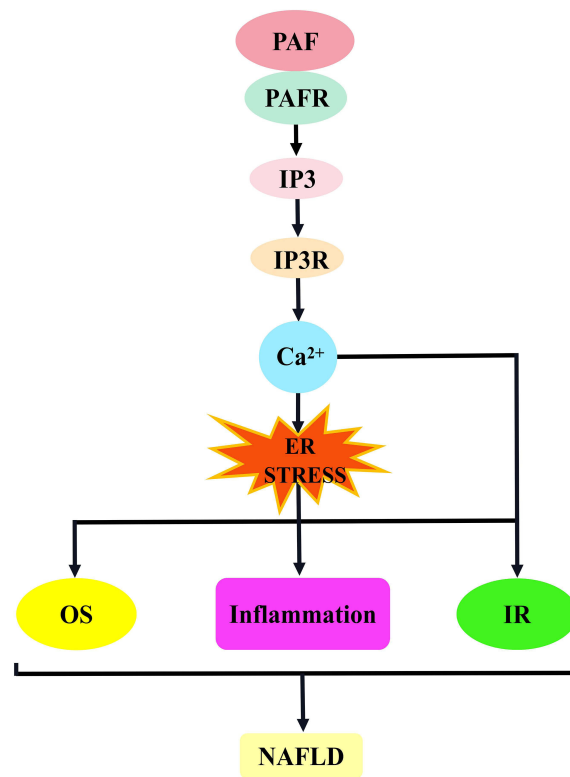 PAF
PAFR
IP3
IP3R
Ca²⁺
ER
STRESS
OS
Inflammation
IR
NAFLD